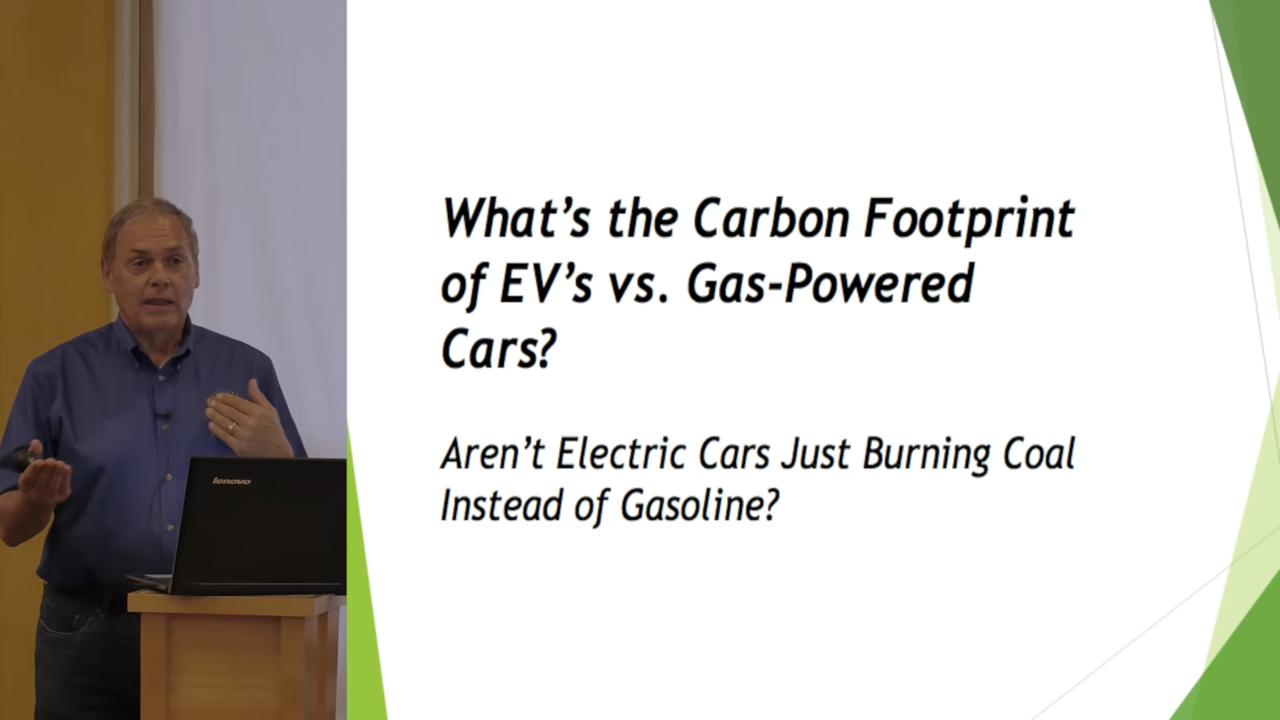 What's the Carbon Footprint
of EV's vs. Gas-Powered
Cars?
Aren't Electric Cars Just Burning Coal
Instead of Gasoline?
lenovo